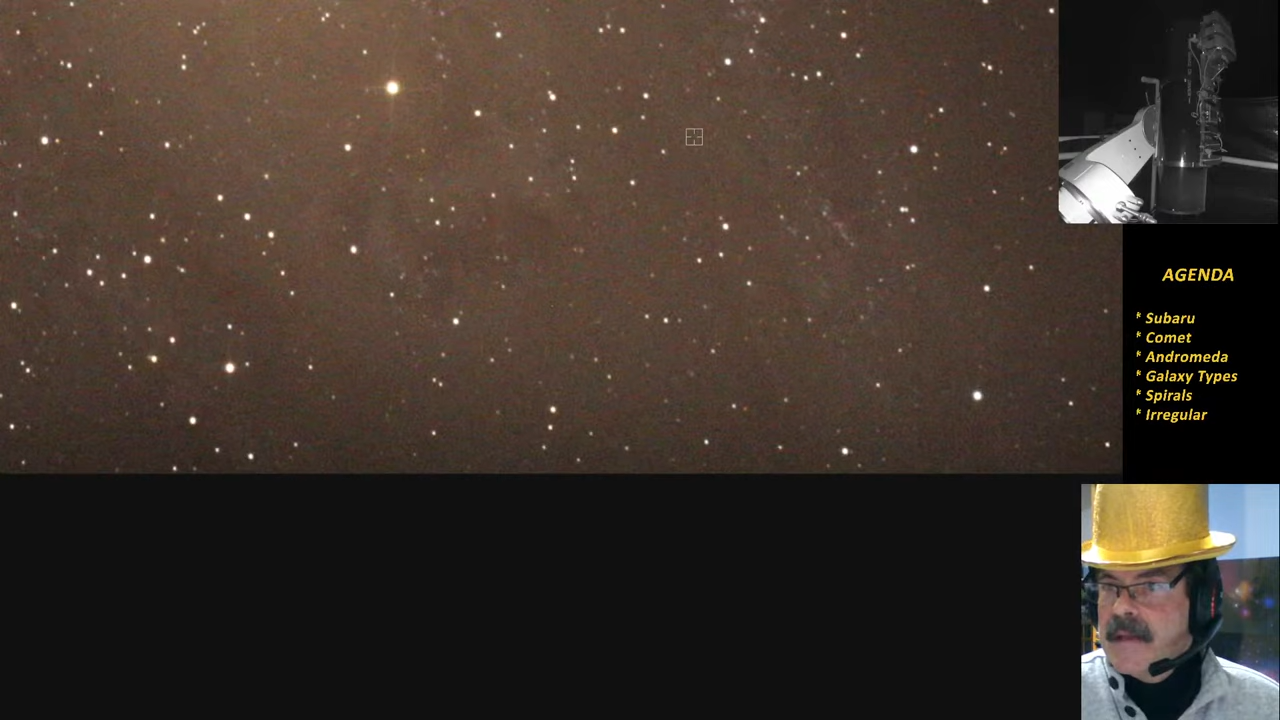 AGENDA
* Subaru
* Comet
* Andromeda
* Galaxy Types
* Spirals
* Irregular